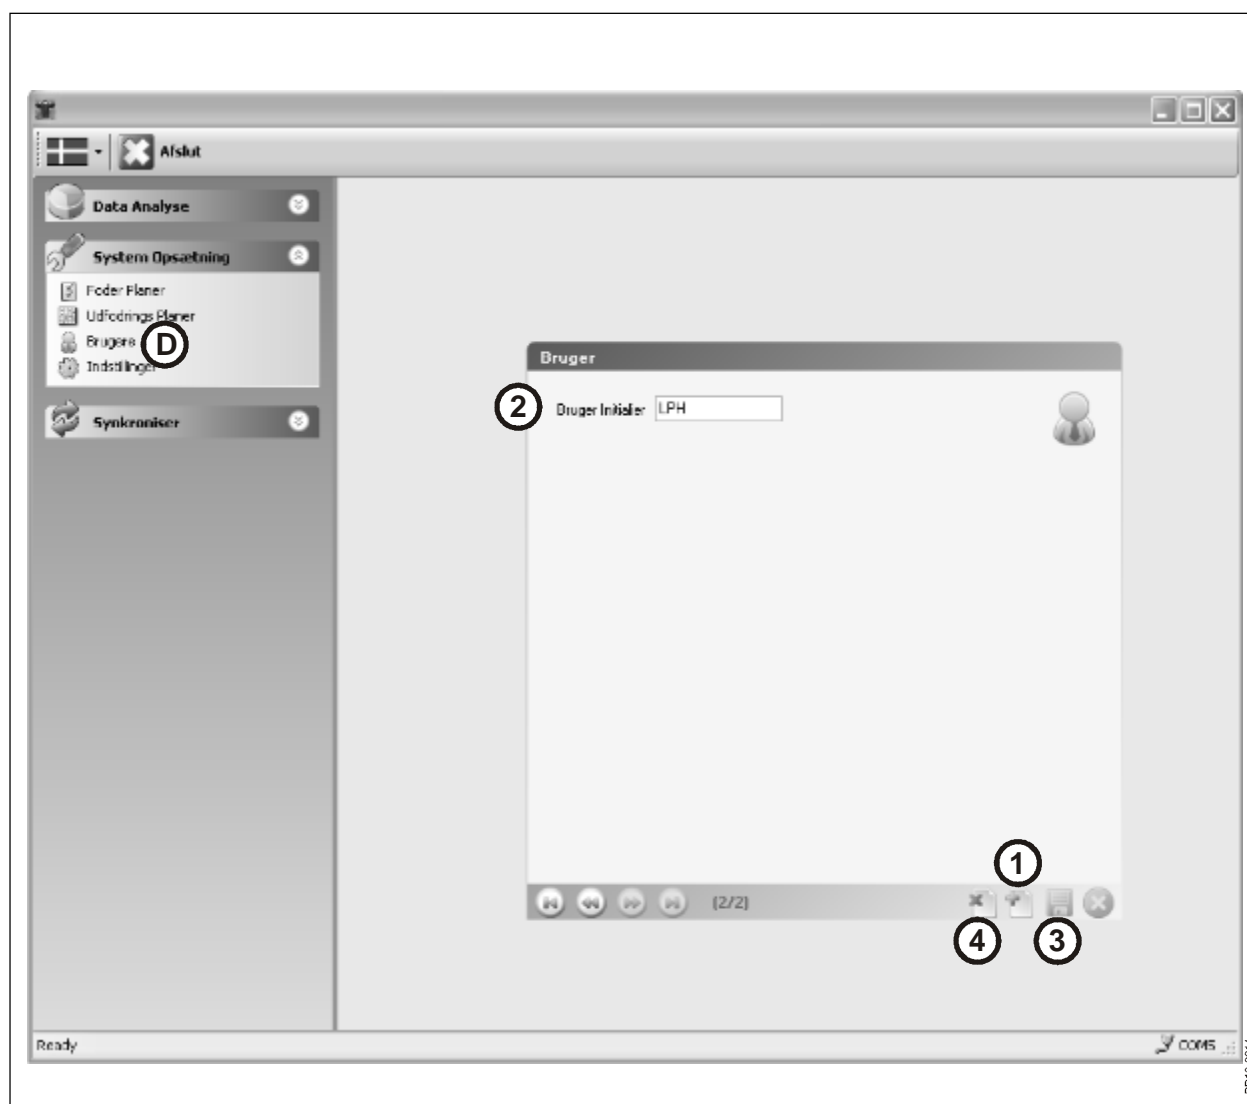 Afslut
Data Analyse
System Opsætning
Foder Planer
Udfodrings Planer
Brugere
D
Indstillinger
Synkroniser
Bruger
2
Bruger Initialer LPH
1
(2/2)
4
3
Ready
COM5